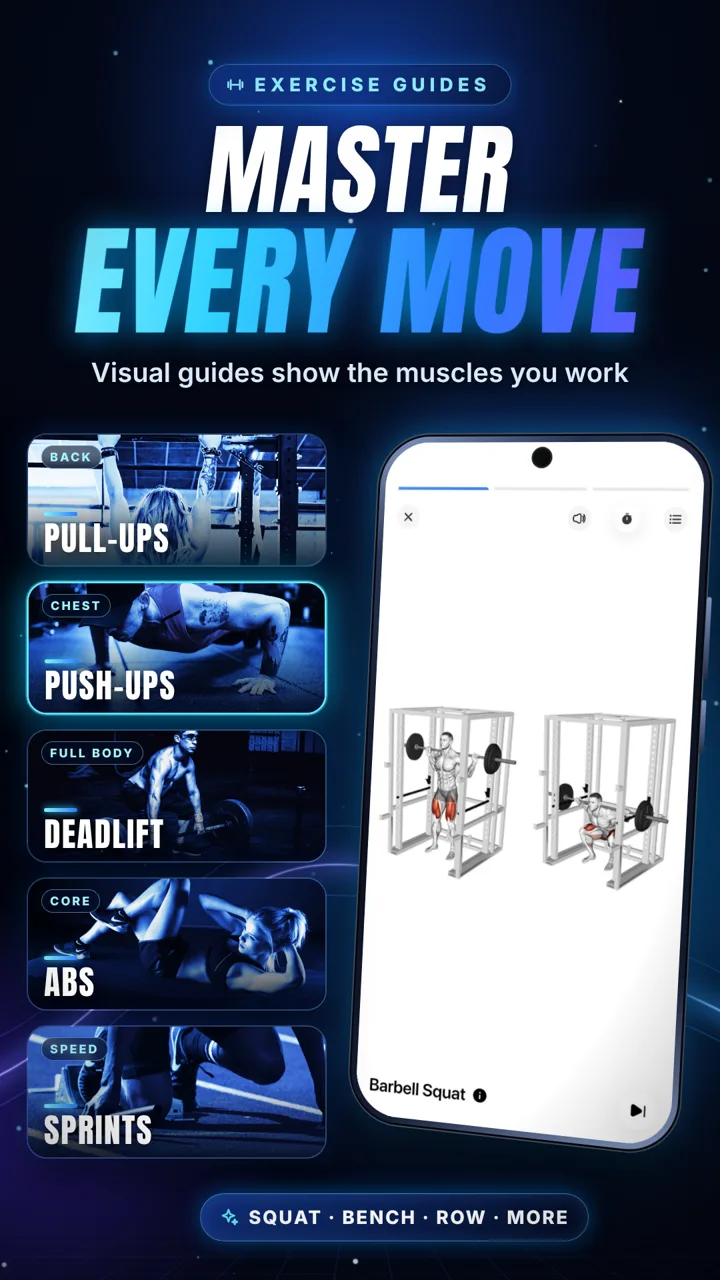 EXERCISE GUIDES
MASTER
EVERY MOVE
Visual guides show the muscles you work
BACK
PULL-UPS
CHEST
PUSH-UPS
FULL BODY
DEADLIFT
CORE
ABS
SPEED
SPRINTS
Barbell Squat
SQUAT · BENCH · ROW · MORE